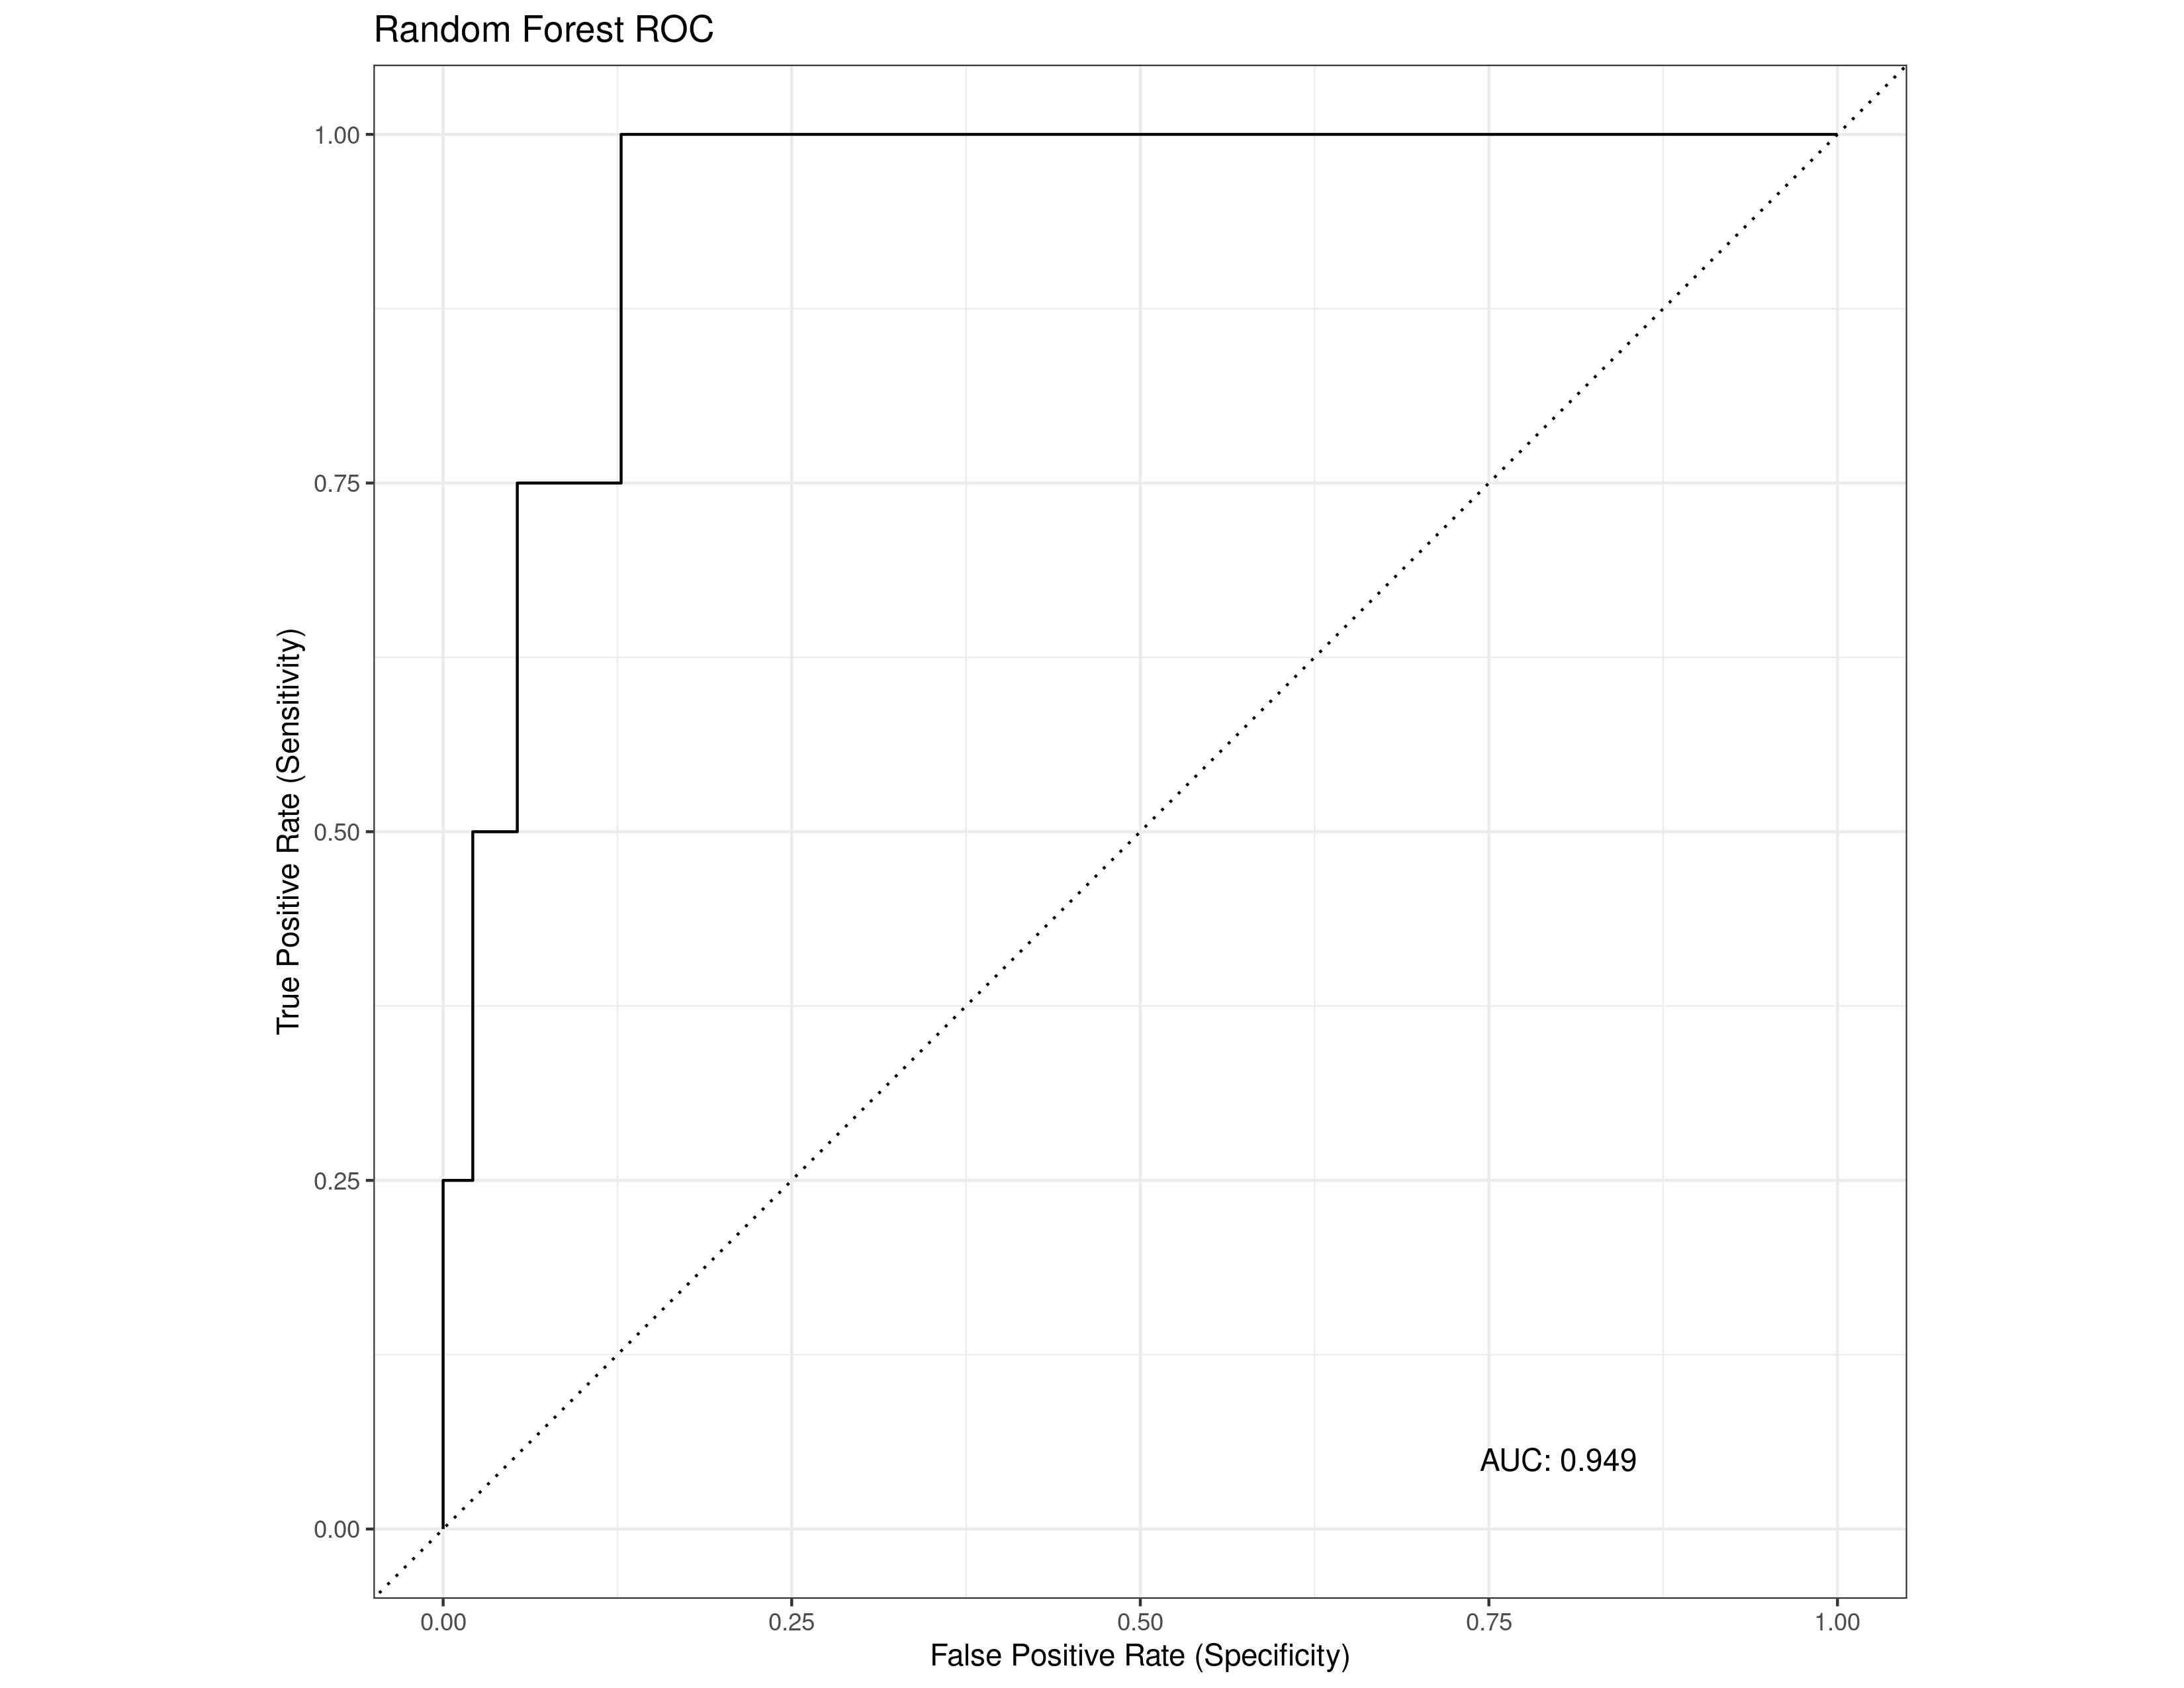 Random Forest ROC
1.00
0.75
0.50
0.25
0.00
True Positive Rate (Sensitivity)
AUC: 0.949
0.00 0.25 0.50 0.75 1.00
False Positive Rate (Specificity)